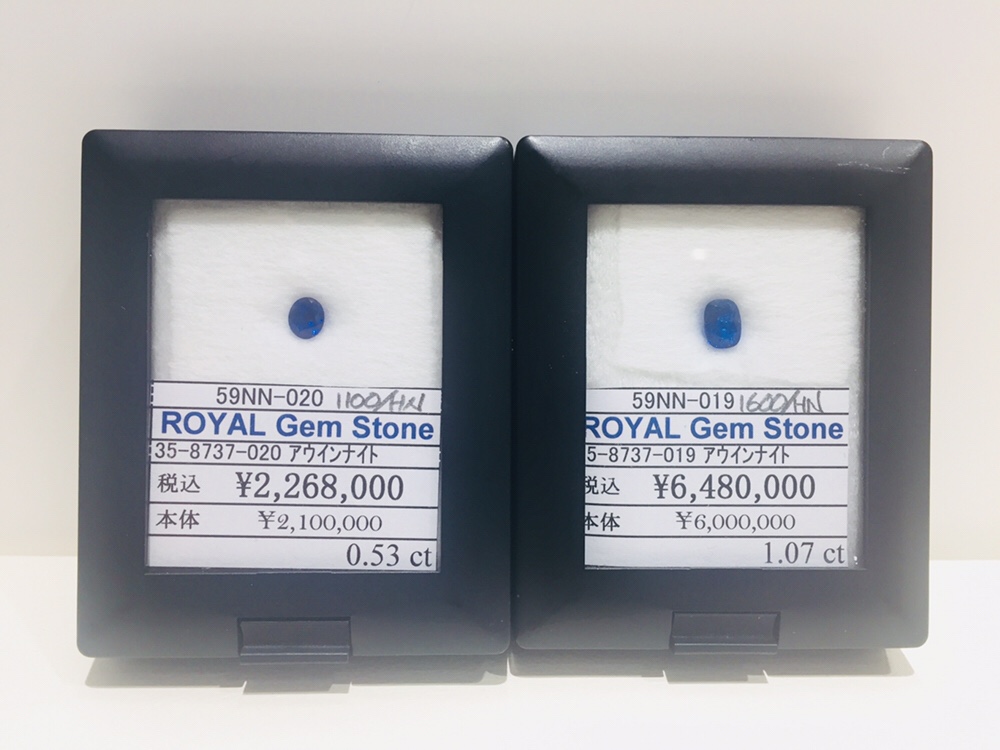 59NN-020 1100/HN
ROYAL Gem Stone
35-8737-020 アウインナイト
税込 ¥2,268,000
本体 ¥2,100,000
0.53 ct
59NN-019 1600/HN
ROYAL Gem Stone
5-8737-019 アウインナイト
税込 ¥6,480,000
本体 ¥6,000,000
1.07 ct